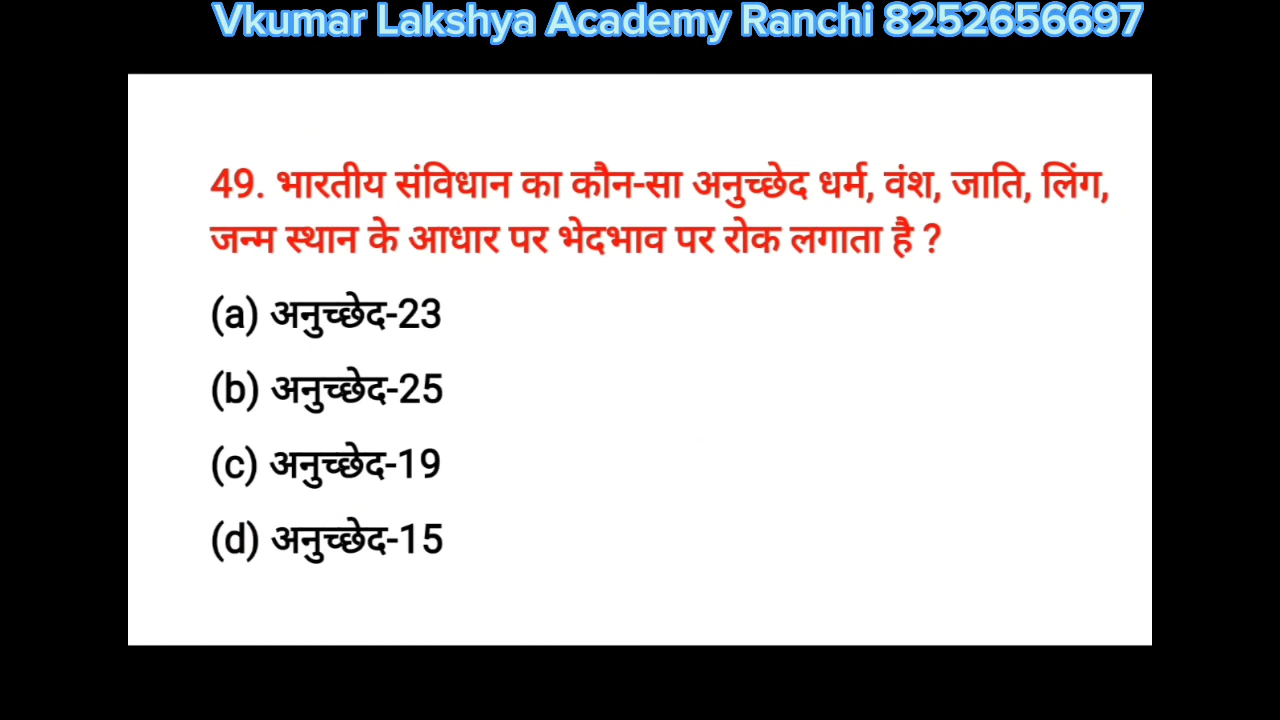 Vkumar Lakshya Academy Ranchi 8252656697
49. भारतीय संविधान का कौन-सा अनुच्छेद धर्म, वंश, जाति, लिंग,
जन्म स्थान के आधार पर भेदभाव पर रोक लगाता है ?
(a) अनुच्छेद-23
(b) अनुच्छेद-25
(c) अनुच्छेद-19
(d) अनुच्छेद-15